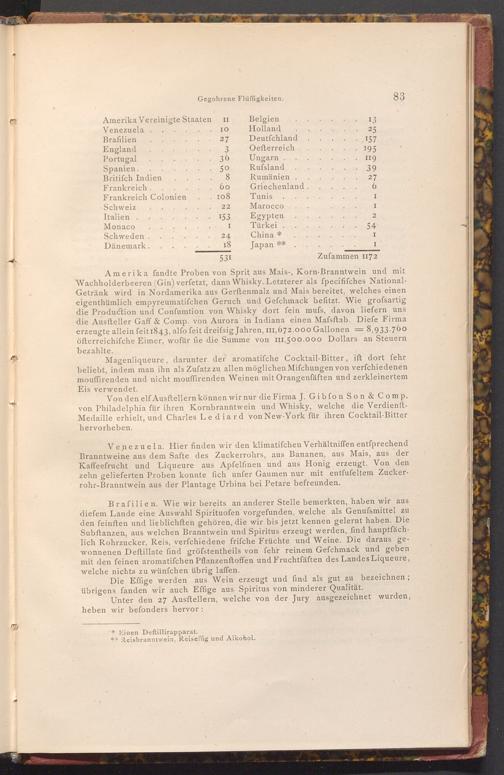 Gegohrene Flüſſigkeiten. 83
Amerika Vereinigte Staaten 11
Venezuela . . . . . . 10
Braſilien . . . . . . 27
England . . . . . . 3
Portugal . . . . . . 36
Spanien . . . . . . 50
Britiſch Indien . . . . . 8
Frankreich . . . . . . 60
Frankreich Colonien . . 108
Schweiz . . . . . . 22
Italien . . . . . . 153
Monaco . . . . . . 1
Schweden . . . . . . 24
Dänemark . . . . . . 18
531
Belgien . . . . . . 13
Holland . . . . . . 25
Deutſchland . . . . . 157
Oeſterreich . . . . . 195
Ungarn . . . . . . 119
Rufsland . . . . . . 39
Rumänien . . . . . . 27
Griechenland . . . . . 6
Tunis . . . . . . 1
Marocco . . . . . . 1
Egypten . . . . . . 2
Türkei . . . . . . 54
China * . . . . . . 1
Japan ** . . . . . . 1
Zuſammen 1172
Amerika ſandte Proben von Sprit aus Mais-, Korn-Branntwein und mit
Wachholderbeeren (Gin) verſetzt, dann Whisky. Letzterer als ſpecifiſches National-
Getränk wird in Nordamerika aus Gerſtenmalz und Mais bereitet, welches einen
eigenthümlich empyreumatiſchen Geruch und Geſchmack beſitzt. Wie grofsartig
die Production und Conſumtion von Whisky dort ſein muſs, davon liefern uns
die Ausſteller Gaff & Comp. von Aurora in Indiana einen Mafsſtab. Dieſe Firma
erzeugte allein ſeit 1843, alſo ſeit dreiſsig Jahren, 111,672.000 Gallonen = 8,933.760
öſterreichiſche Eimer, wofür ſie die Summe von 111,500.000 Dollars an Steuern
bezahlte.
Magenliqueure, darunter der aromatiſche Cocktail-Bitter, iſt dort ſehr
beliebt, indem man ihn als Zuſatz zu allen möglichen Miſchungen von verſchiedenen
mouſſirenden und nicht mouſſirenden Weinen mit Orangenſäften und zerkleinertem
Eis verwendet.
Von den elf Ausſtellern können wir nur die Firma J. Gibſon Son & Comp.
von Philadelphia für ihren Kornbranntwein und Whisky, welche die Verdienſt-
Medaille erhielt, und Charles Lediard von New-York für ihren Cocktail-Bitter
hervorheben.
Venezuela. Hier finden wir den klimatiſchen Verhältniſſen entſprechend
Branntweine aus dem Safte des Zuckerrohrs, aus Bananen, aus Mais, aus der
Kaffeefrucht und Liqueure aus Apfelſinen und aus Honig erzeugt. Von den
zehn gelieferten Proben konnte ſich unſer Gaumen nur mit entfuſeltem Zucker-
rohr-Branntwein aus der Plantage Urbina bei Petare befreunden.
Braſilien. Wie wir bereits an anderer Stelle bemerkten, haben wir aus
dieſem Lande eine Auswahl Spirituoſen vorgefunden, welche als Genuſsmittel zu
den feinſten und lieblichſten gehören, die wir bis jetzt kennen gelernt haben. Die
Subſtanzen, aus welchen Branntwein und Spiritus erzeugt werden, ſind hauptſäch-
lich Rohrzucker, Reis, verſchiedene friſche Früchte und Weine. Die daraus ge-
wonnenen Deſtillate ſind gröſstentheils von ſehr reinem Geſchmack und geben
mit den feinen aromatiſchen Pflanzenſtoffen und Fruchtſäften des Landes Liqueure,
welche nichts zu wünſchen übrig laſſen.
Die Eſſige werden aus Wein erzeugt und ſind als gut zu bezeichnen;
übrigens fanden wir auch Eſſige aus Spiritus von minderer Qualität.
Unter den 27 Ausſtellern, welche von der Jury ausgezeichnet wurden,
heben wir beſonders hervor:
* Einen Deſtillirapparat.
** Reisbranntwein, Reiseſſig und Alkohol.